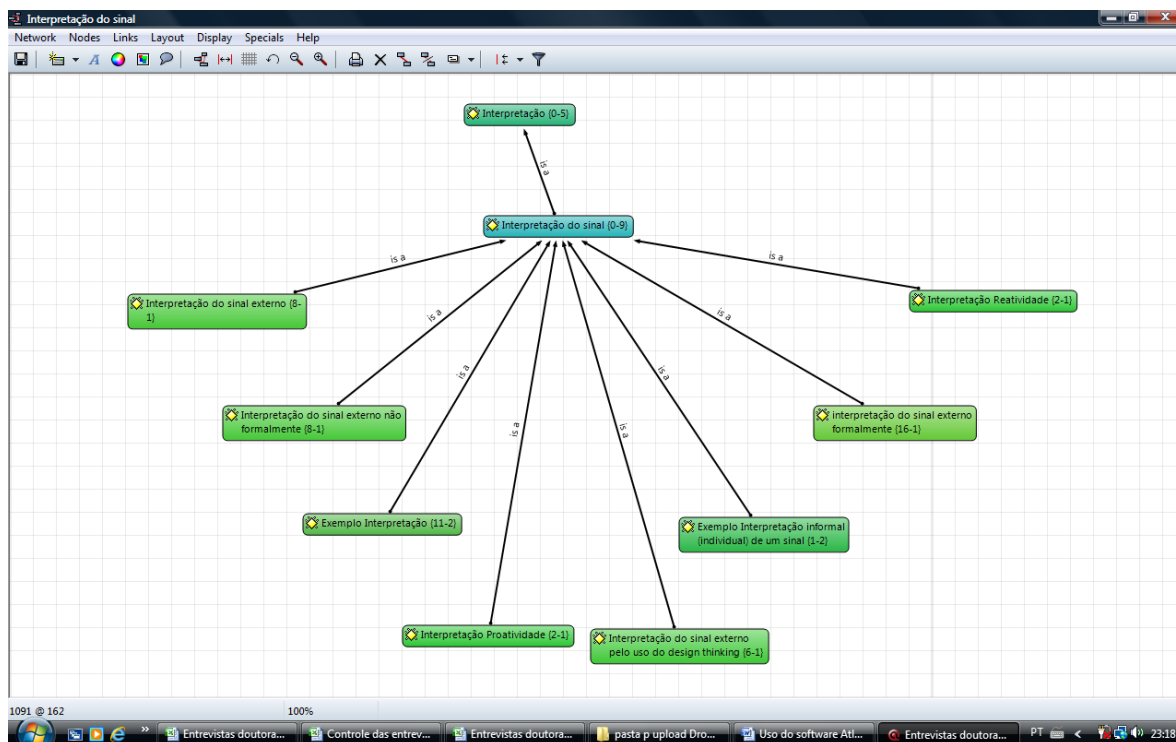 Interpretação do sinal
Network Nodes Links Layout Display Specials Help
Interpretação {0-5}
is a
Interpretação do sinal {0-9}
is a
is a
Interpretação do sinal externo {8-
1}
Interpretação Reatividade {2-1}
is a
is a
is a
is a
Interpretação do sinal externo não
formalmente {8-1}
interpretação do sinal externo
formalmente {16-1}
is a
is a
Exemplo Interpretação {11-2}
Exemplo Interpretação informal
(individual) de um sinal {1-2}
Interpretação Proatividade {2-1}
Interpretação do sinal externo
pelo uso do design thinking {6-1}
1091 @ 162 100%
Entrevistas doutora... Controle das entrev... Entrevistas doutora... pasta p upload Dro... Uso do software Atl... Entrevistas doutora... PT